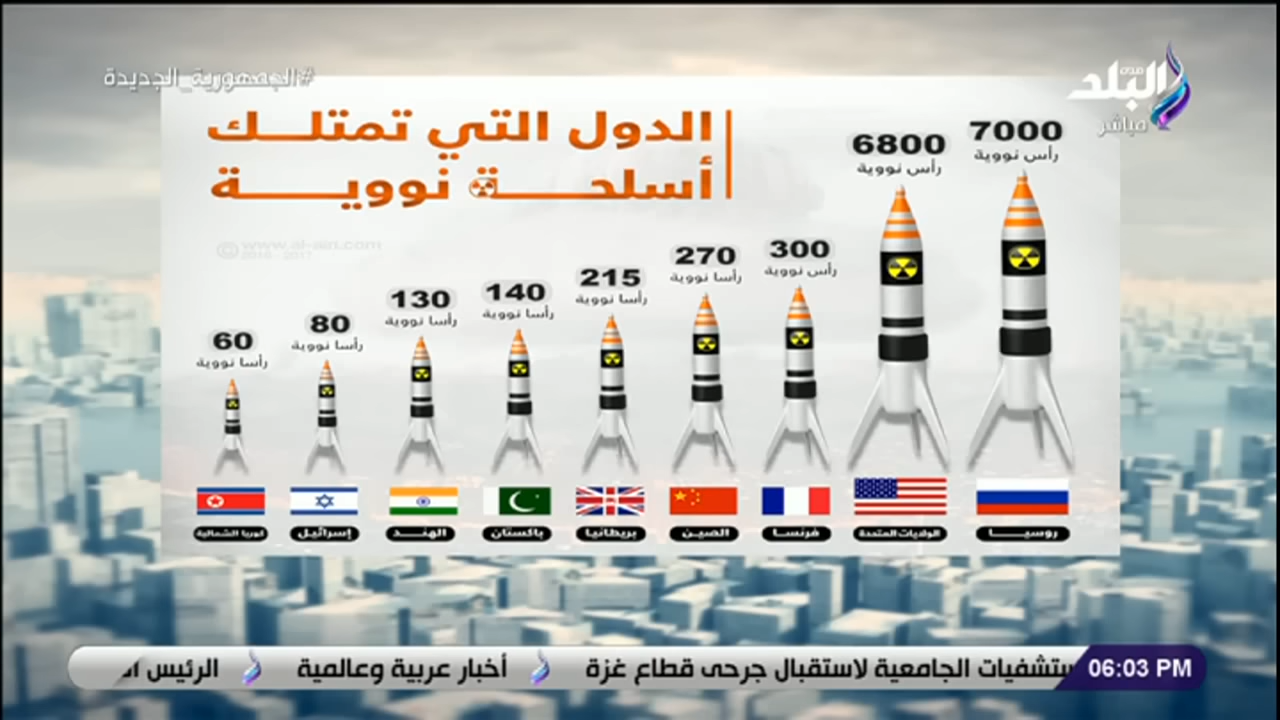 #الجمهورية_الجديدة
صدى
البلد
مباشر
الدول التي تمتلك
أسلحة نووية
www.al-ain.com
2016 - 2017
7000
رأس نووية
6800
رأس نووية
300
رأس نووية
270
رأسا نووية
215
رأسا نووية
140
رأسا نووية
130
رأسا نووية
80
رأسا نووية
60
رأسا نووية
روسيا
الولايات المتحدة
فرنسا
الصين
بريطانيا
باكستان
الهند
إسرائيل
كوريا الشمالية
06:03 PM
ستشفيات الجامعية لاستقبال جرحى قطاع غزة أخبار عربية وعالمية الرئيس